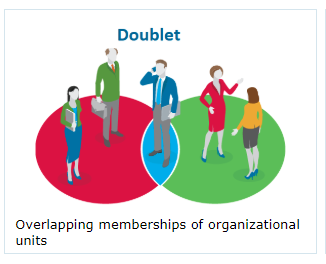 Doublet
Overlapping memberships of organizational
units